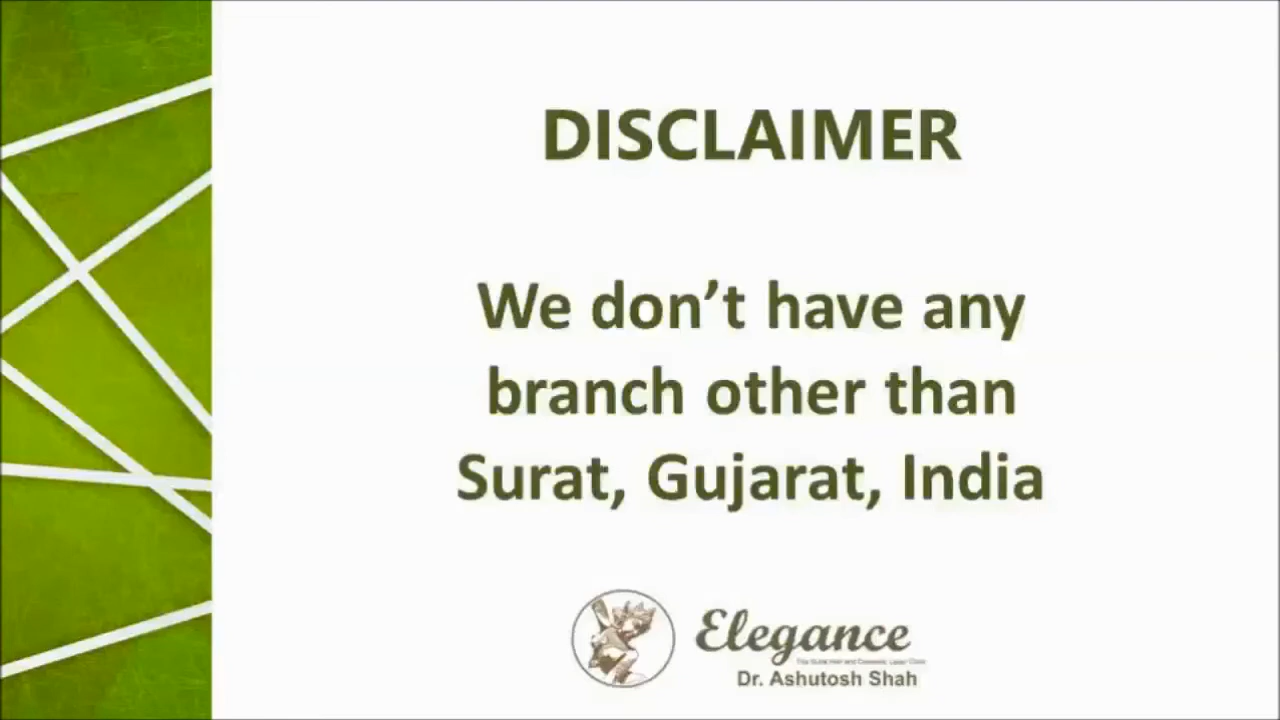 DISCLAIMER
We don’t have any
branch other than
Surat, Gujarat, India
Elegance
Dr. Ashutosh Shah